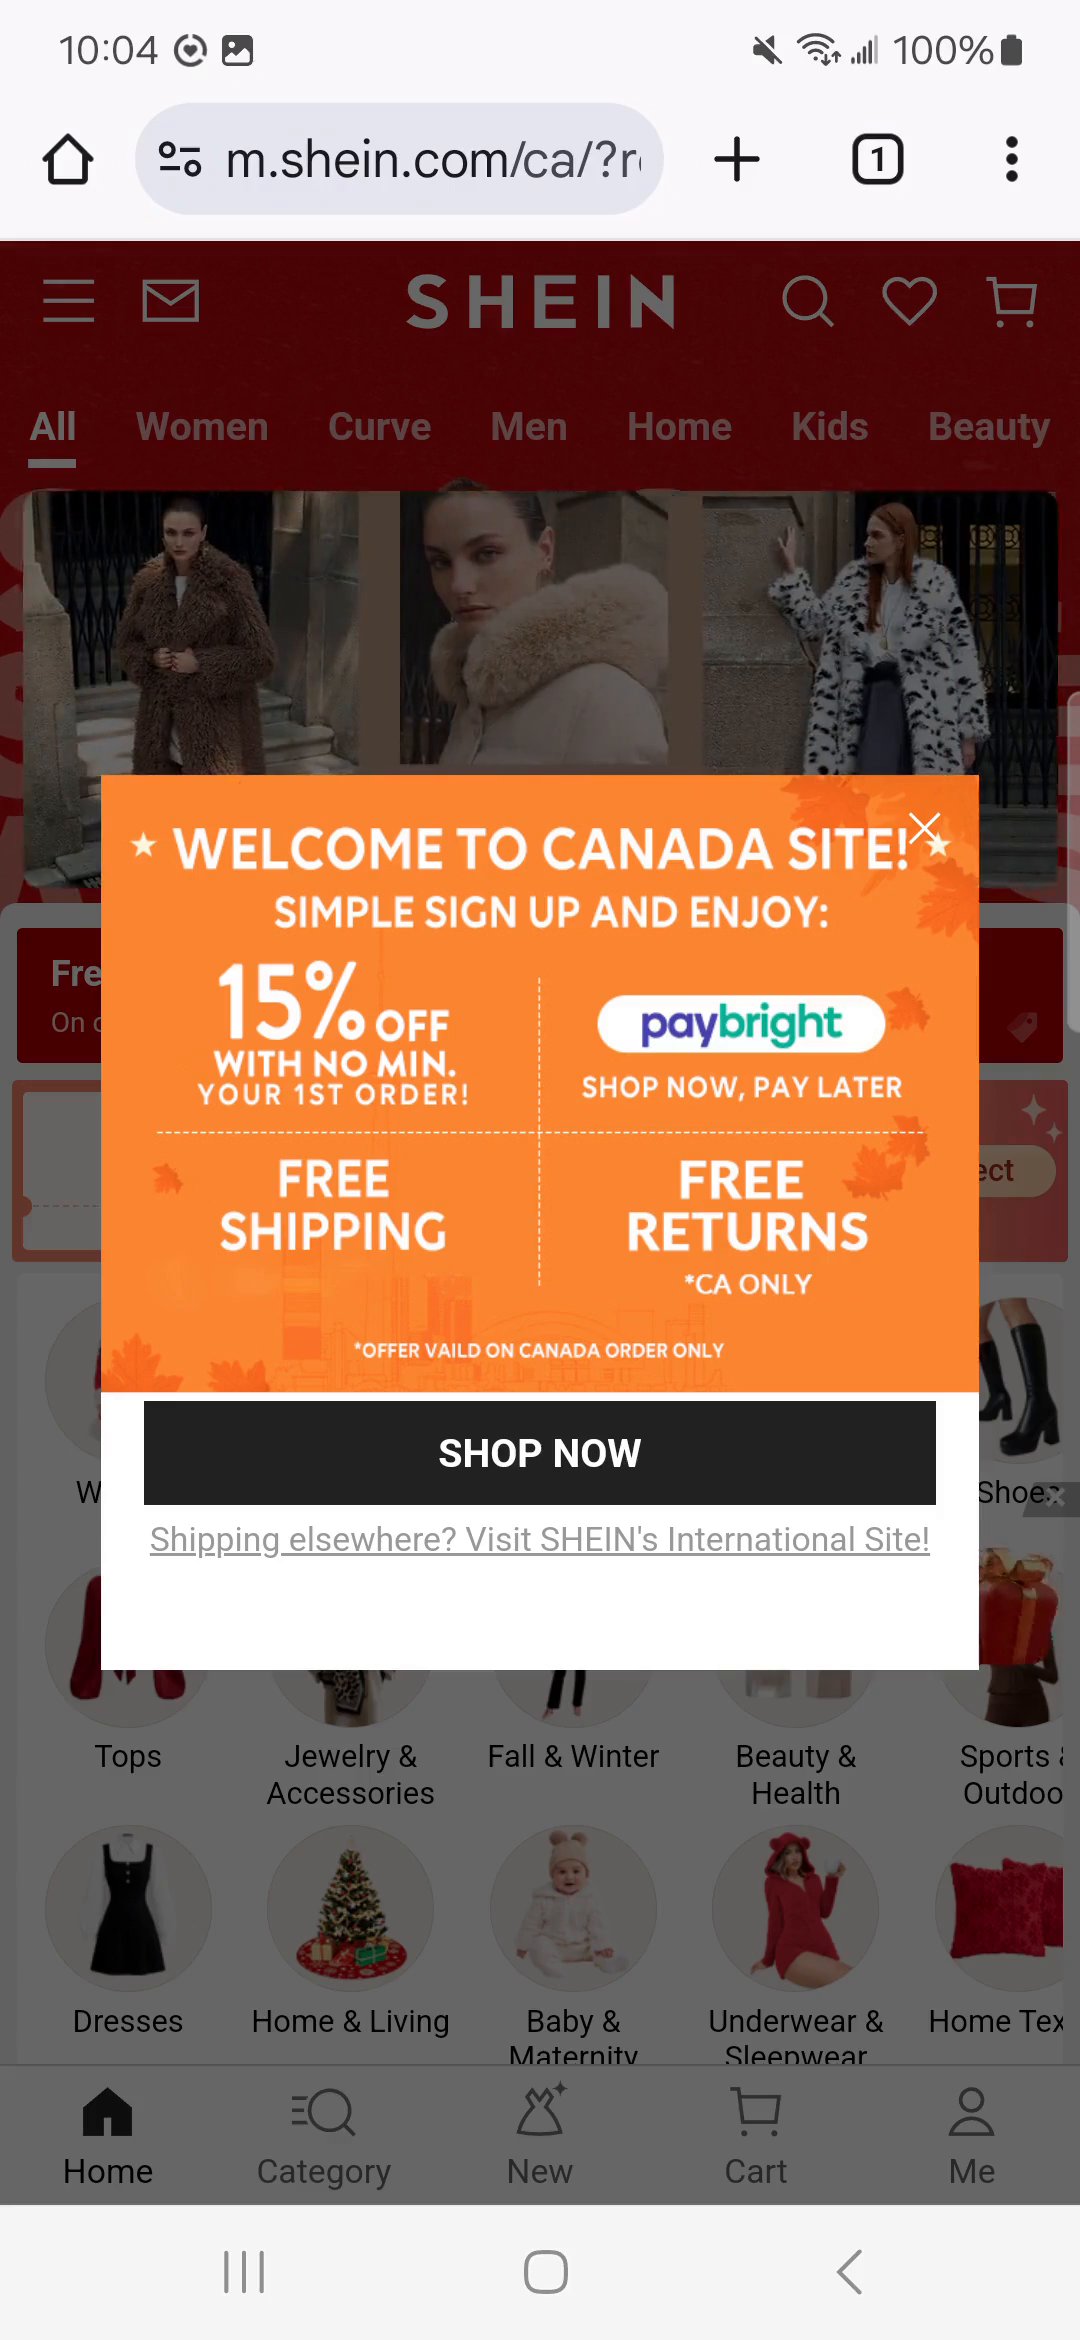 10:04
100%
m.shein.com/ca/?r
1
SHEIN
All Women Curve Men Home Kids Beauty
WELCOME TO CANADA SITE!
SIMPLE SIGN UP AND ENJOY:
15% OFF
WITH NO MIN.
YOUR 1ST ORDER!
paybright
SHOP NOW, PAY LATER
FREE
SHIPPING
FREE
RETURNS
*CA ONLY
*OFFER VAILD ON CANADA ORDER ONLY
SHOP NOW
Shipping elsewhere? Visit SHEIN's International Site!
Fre
On
ect
W
Shoes
Tops
Jewelry &
Accessories
Fall & Winter
Beauty &
Health
Sports &
Outdoo
Dresses
Home & Living
Baby &
Maternity
Underwear &
Sleepwear
Home Tex
Home Category New Cart Me